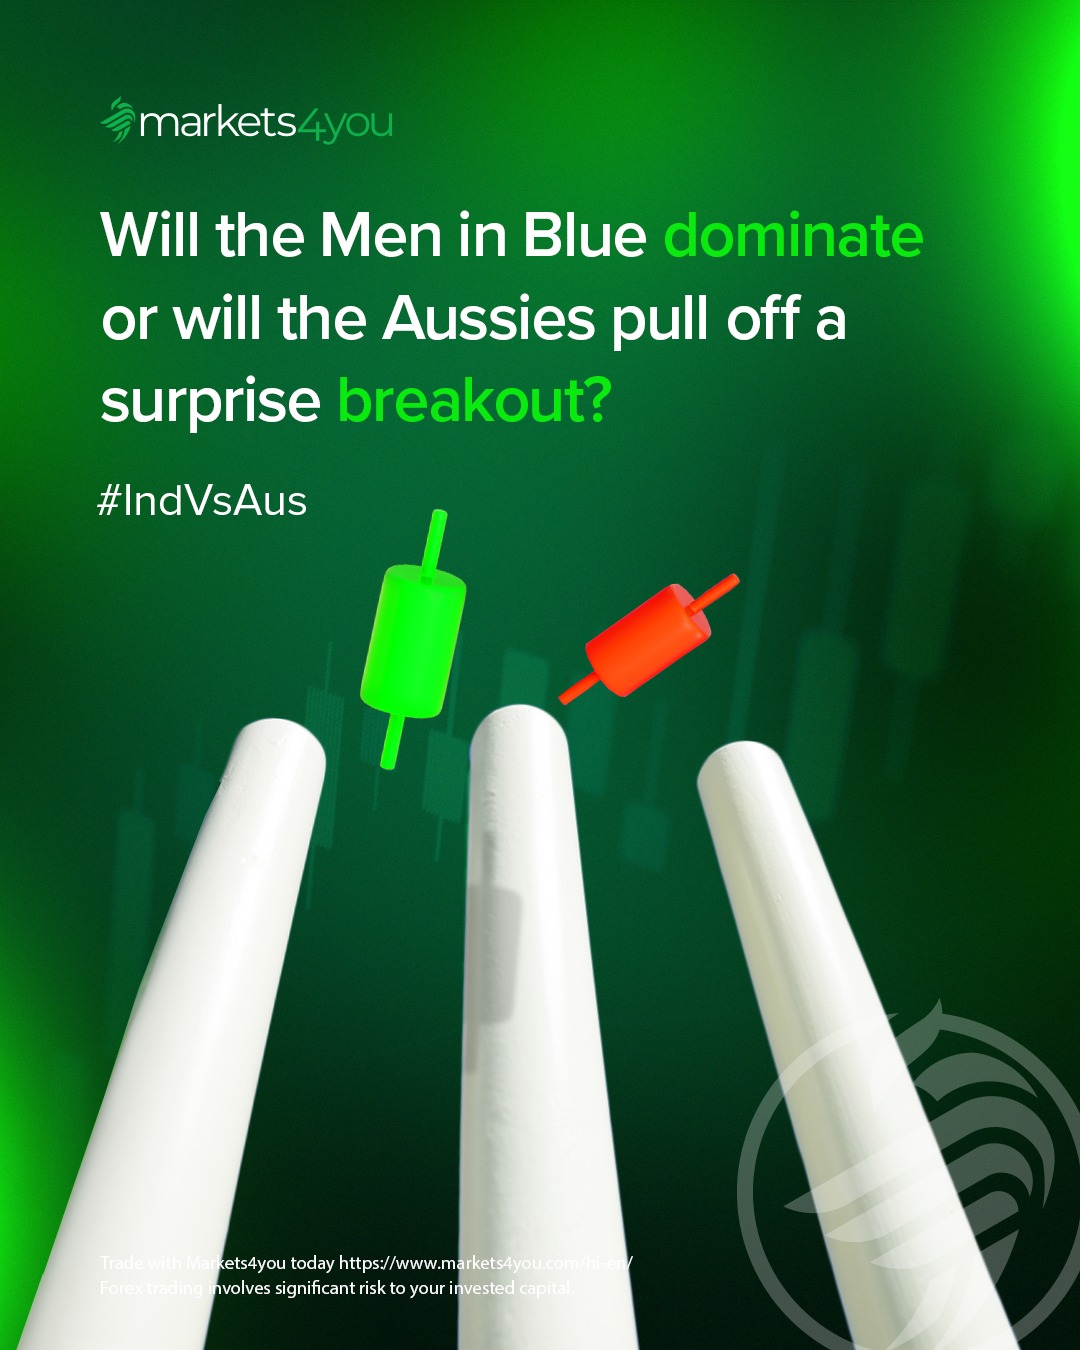 markets4you
Will the Men in Blue dominate
or will the Aussies pull off a
surprise breakout?
#IndVsAus
Trade with Markets4you today https://www.markets4you.com/hi-en/
Forex trading involves significant risk to your invested capital.